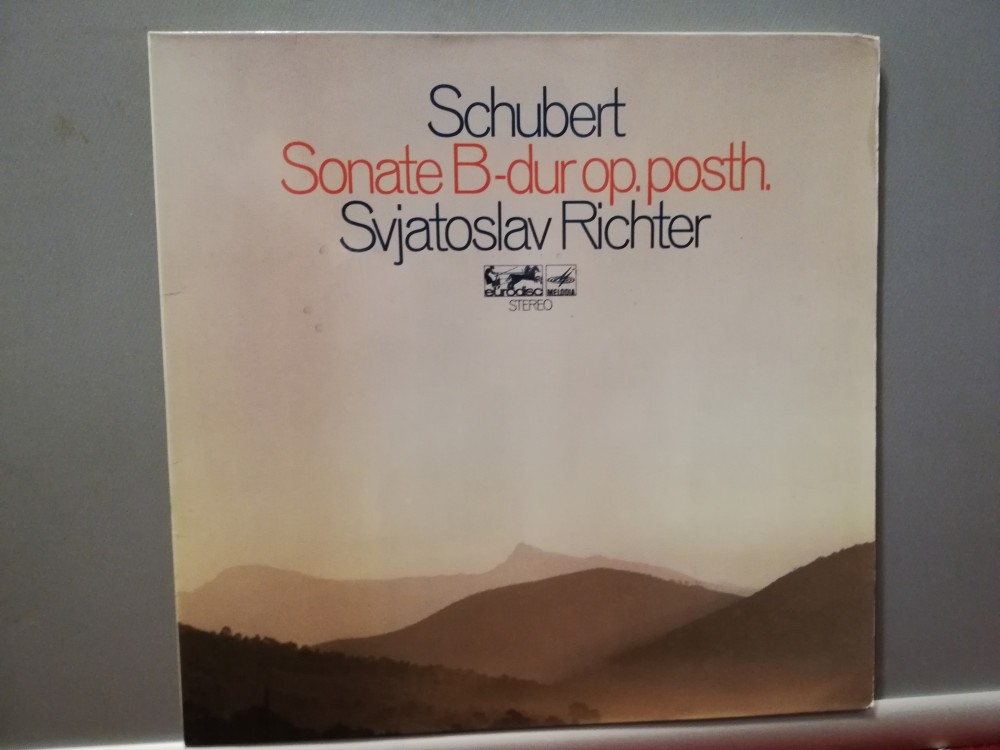 Schubert
Sonate B-dur op. posth.
Svjatoslav Richter
eurodisc MELODIA
STEREO